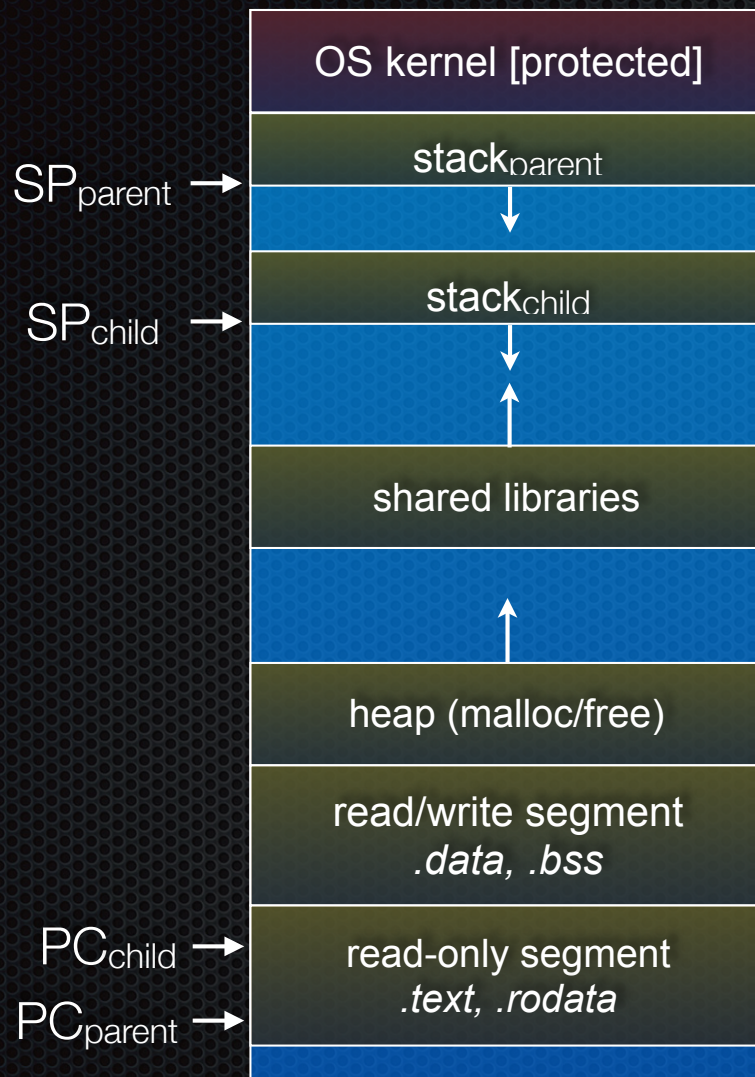 OS kernel [protected]
stackparent
SPparent
stackchild
SPchild
shared libraries
heap (malloc/free)
read/write segment
.data, .bss
PCchild
read-only segment
.text, .rodata
PCparent